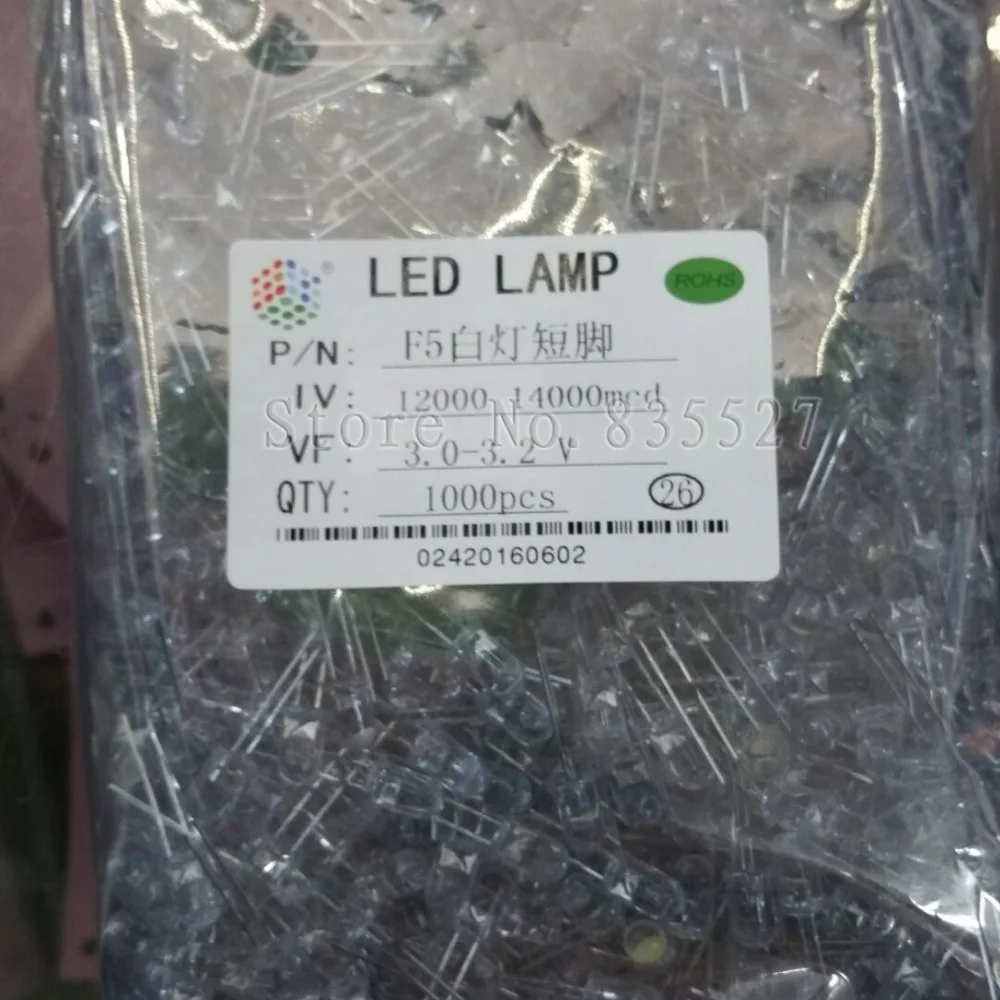 LED LAMP
ROHS
®
P/N: F5白灯短脚
IV: 12000-14000mcd
Store No. 835527
VF: 3.0-3.2 V
QTY: 1000pcs 26
02420160602